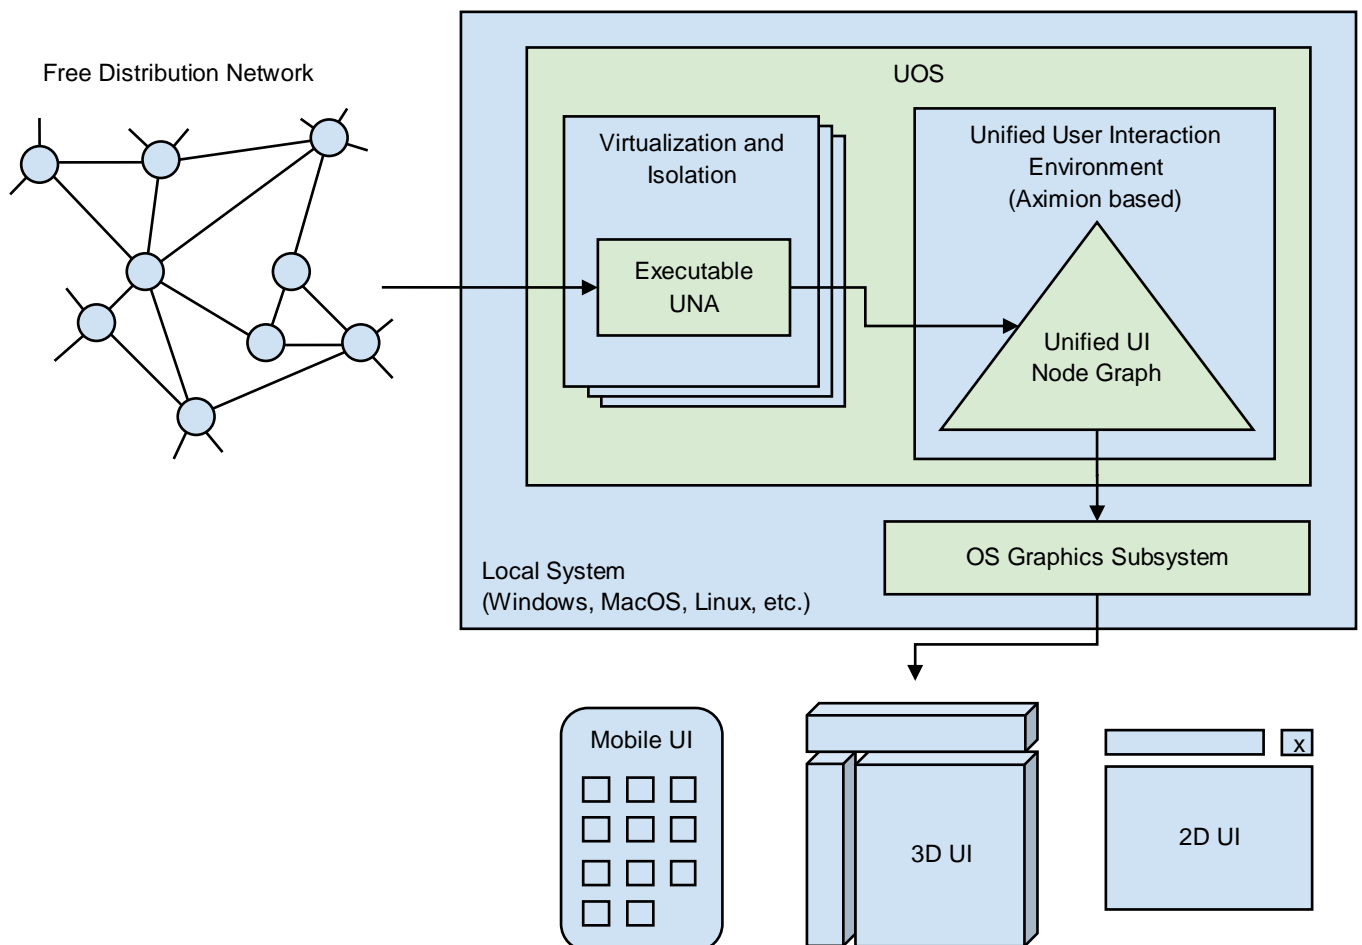 Free Distribution Network
UOS
Virtualization and
Isolation
Executable
UNA
Unified User Interaction
Environment
(Aximion based)
Unified UI
Node Graph
OS Graphics Subsystem
Local System
(Windows, MacOS, Linux, etc.)
Mobile UI
3D UI
x
2D UI